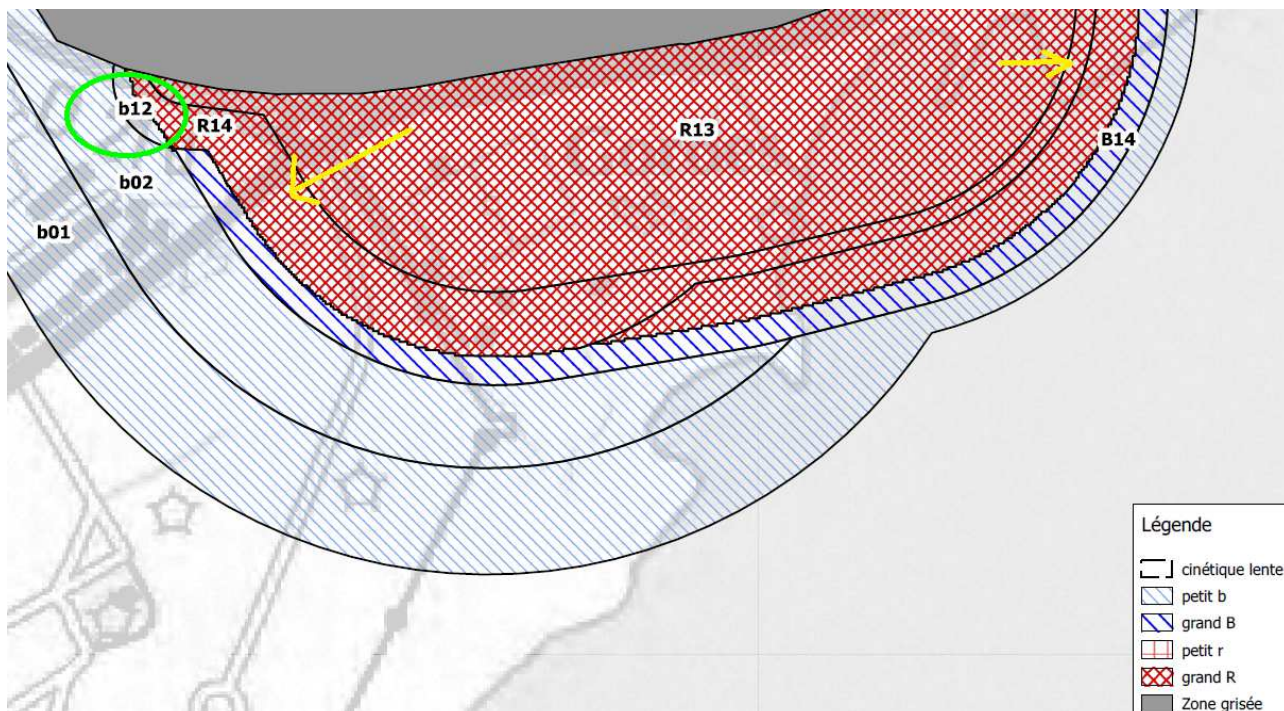 b12
R14
R13
B14
b02
b01
Légende
cinétique lente
petit b
grand B
petit r
grand R
Zone grisée